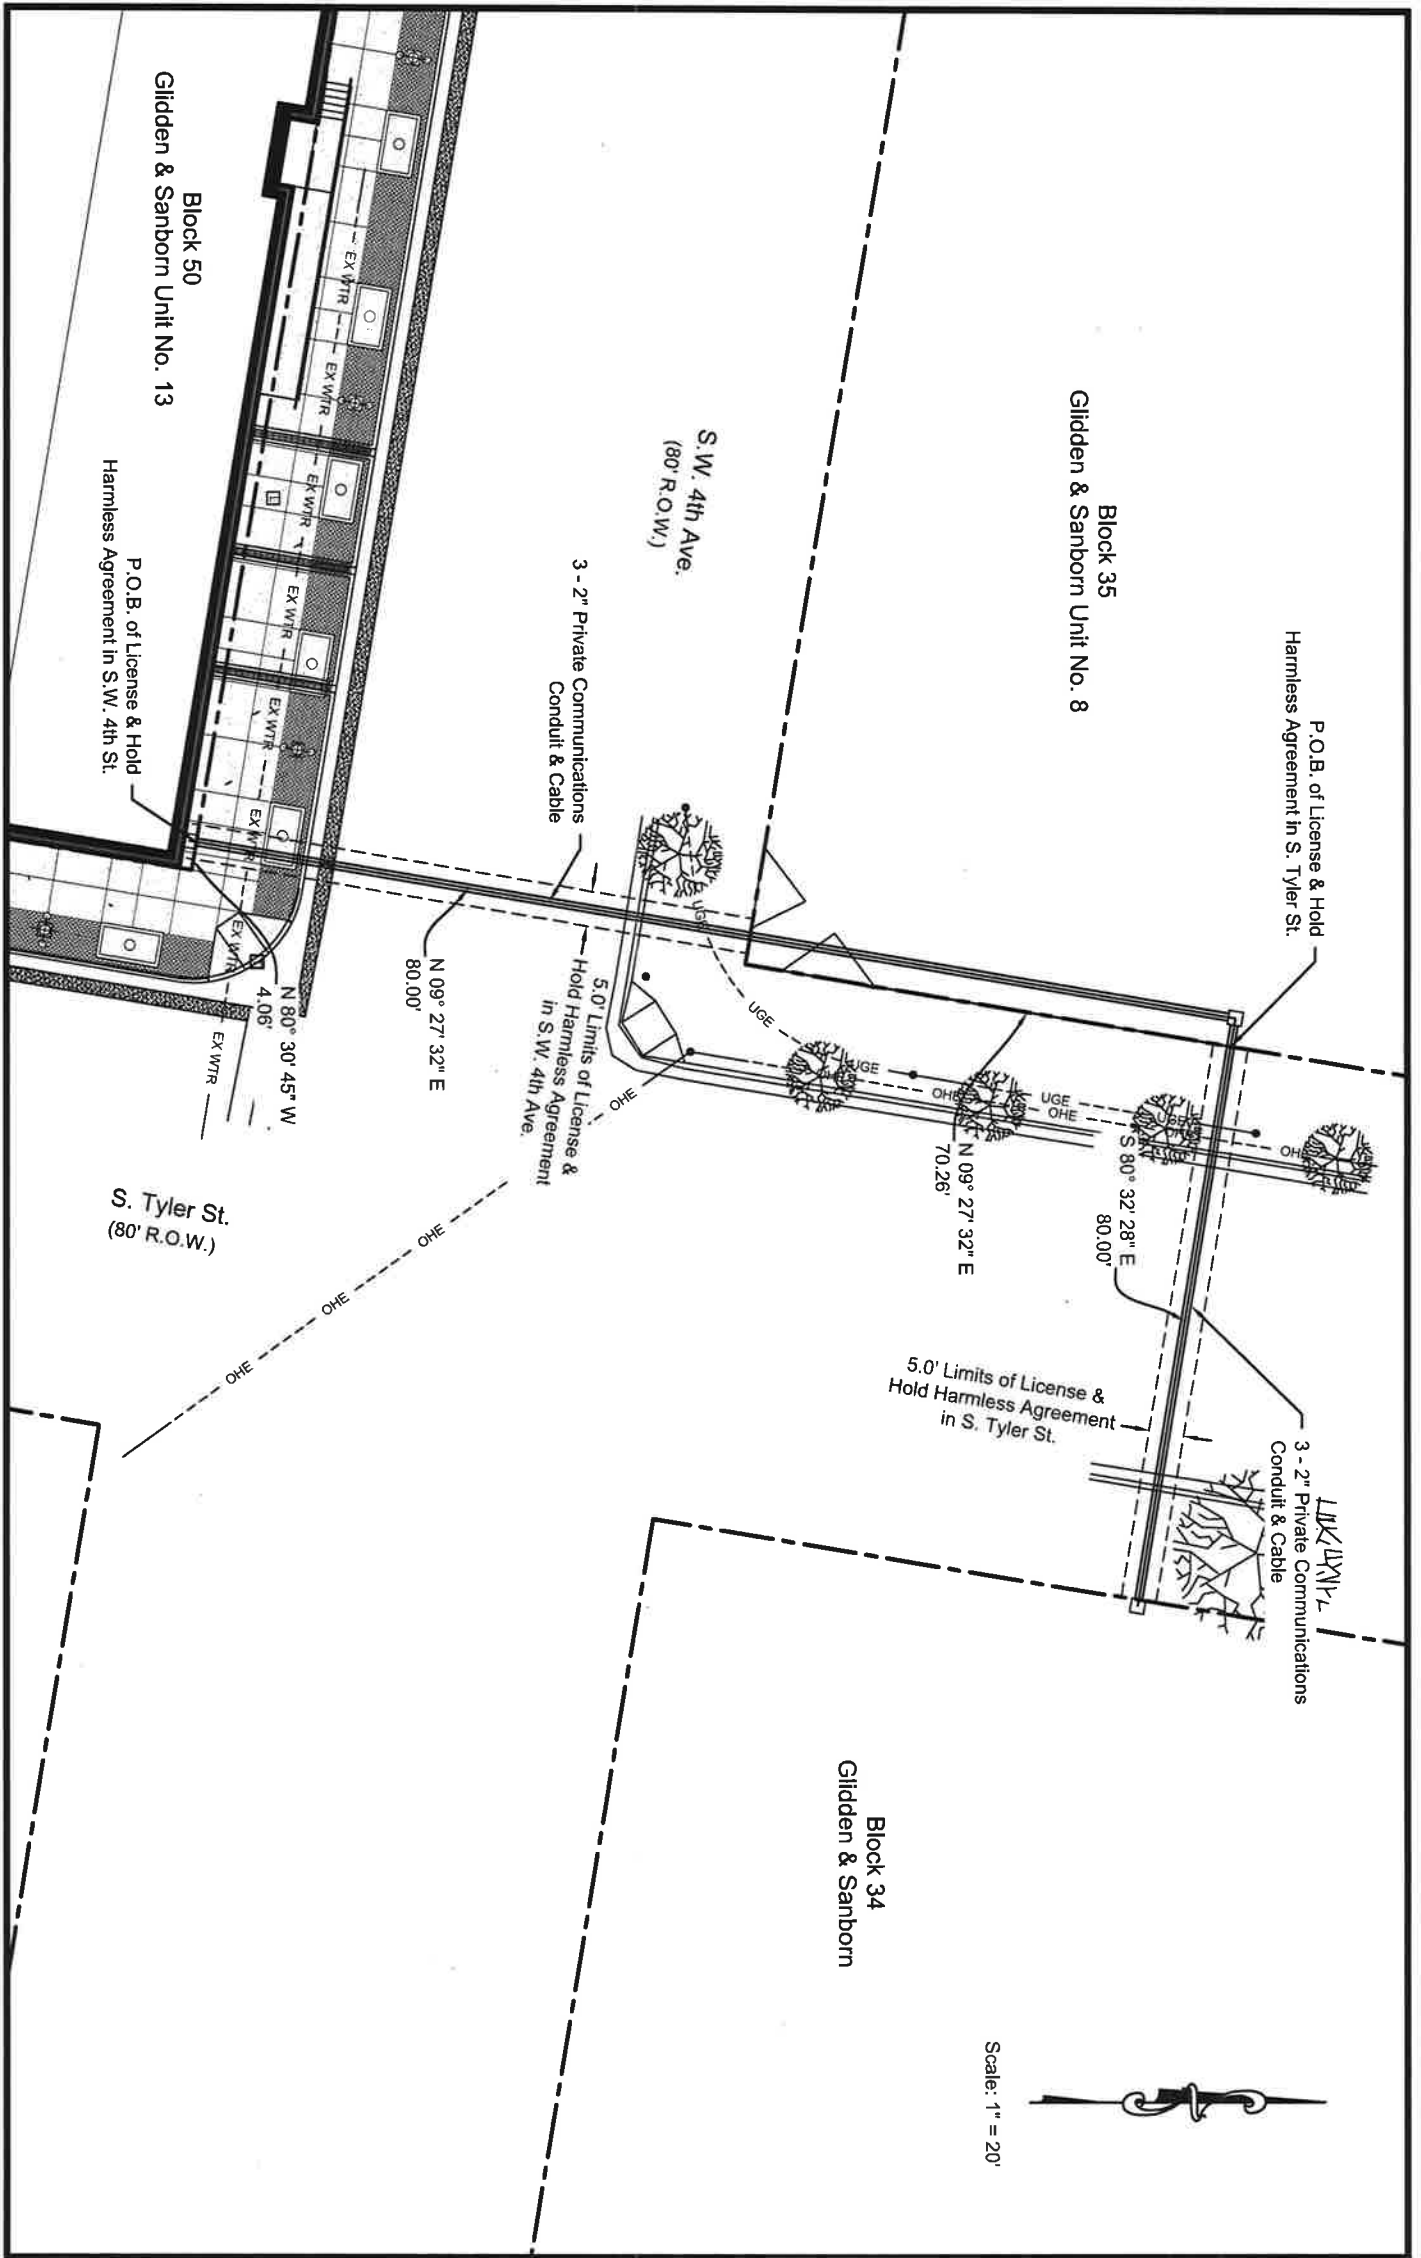 P.O.B. of License & Hold
Harmless Agreement in S. Tyler St.
3 - 2" Private Communications
Conduit & Cable
Block 35
Glidden & Sanborn Unit No. 8
S 80° 32' 28" E
80.00'
5.0' Limits of License &
Hold Harmless Agreement
in S. Tyler St.
N 09° 27' 32" E
70.26'
Block 34
Glidden & Sanborn
Scale: 1" = 20'
S.W. 4th Ave.
(80' R.O.W.)
3 - 2" Private Communications
Conduit & Cable
5.0' Limits of License &
Hold Harmless Agreement
in S.W. 4th Ave.
N 09° 27' 32" E
80.00'
N 80° 30' 45" W
4.06'
Block 50
Glidden & Sanborn Unit No. 13
P.O.B. of License & Hold
Harmless Agreement in S.W. 4th St.
S. Tyler St.
(80' R.O.W.)
EX WTR
EX WTR
EX WTR
EX WTR
EX WTR
EX WTR
EX WTR
EX WTR
UGE
UGE
UGE
UGE
UGE
OHE
OHE
OHE
OHE
OHE
OHE